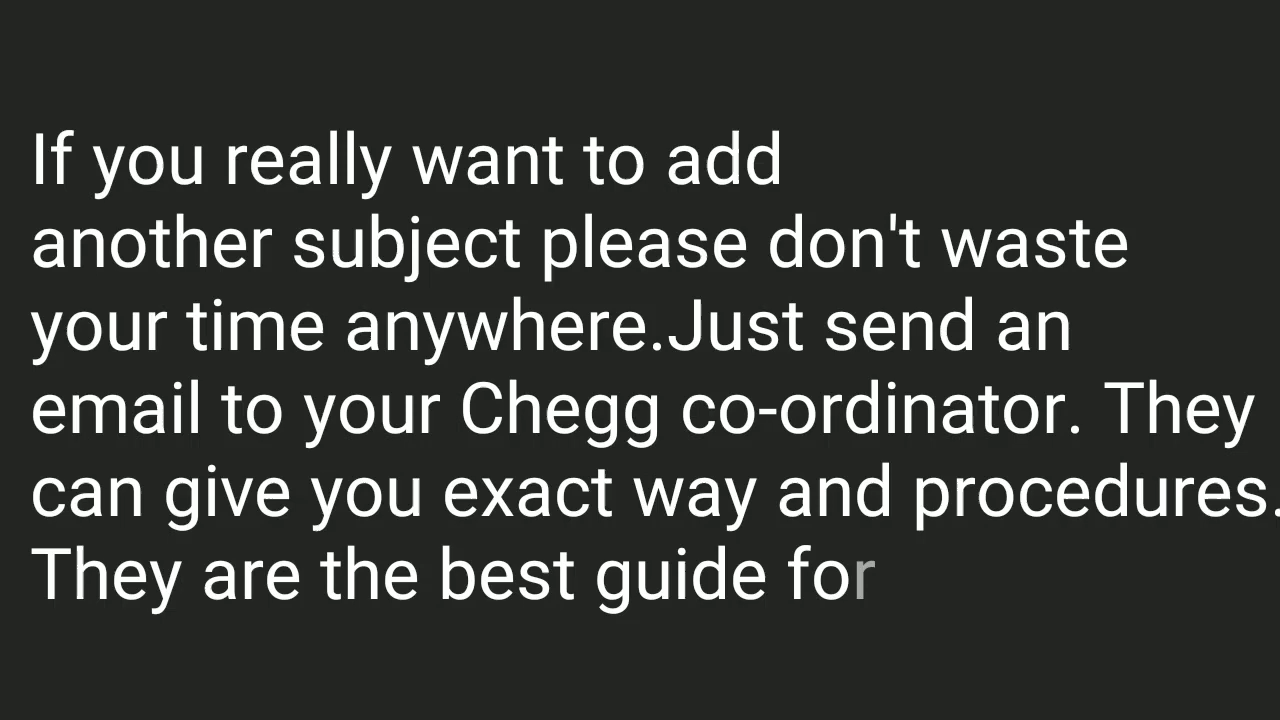 If you really want to add
another subject please don't waste
your time anywhere.Just send an
email to your Chegg co-ordinator. They
can give you exact way and procedures.
They are the best guide for